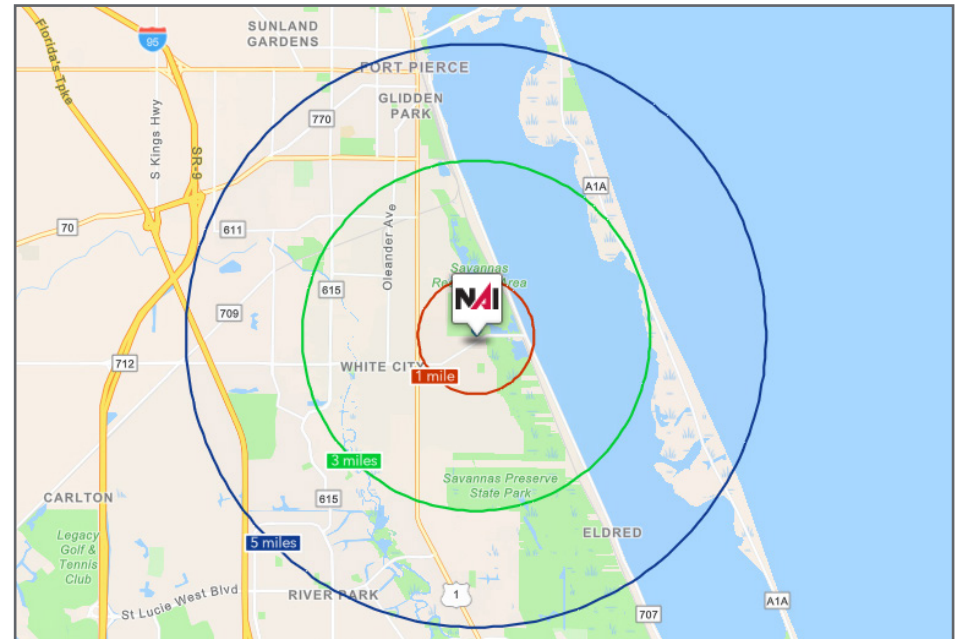 SUNLAND
GARDENS
Florida's Tpke
95
FORT PIERCE
GLIDDEN
PARK
S Kings Hwy
770
SR-9
A1A
70
611
Oleander Ave
Savannas
Area
615
NAI
709
712
WHITE CITY
1 mile
3 miles
Savannas Preserve
State Park
CARLTON
615
ELDRED
Legacy
Golf &
Tennis
Club
5 miles
St Lucie West Blvd
RIVER PARK
1
707
A1A